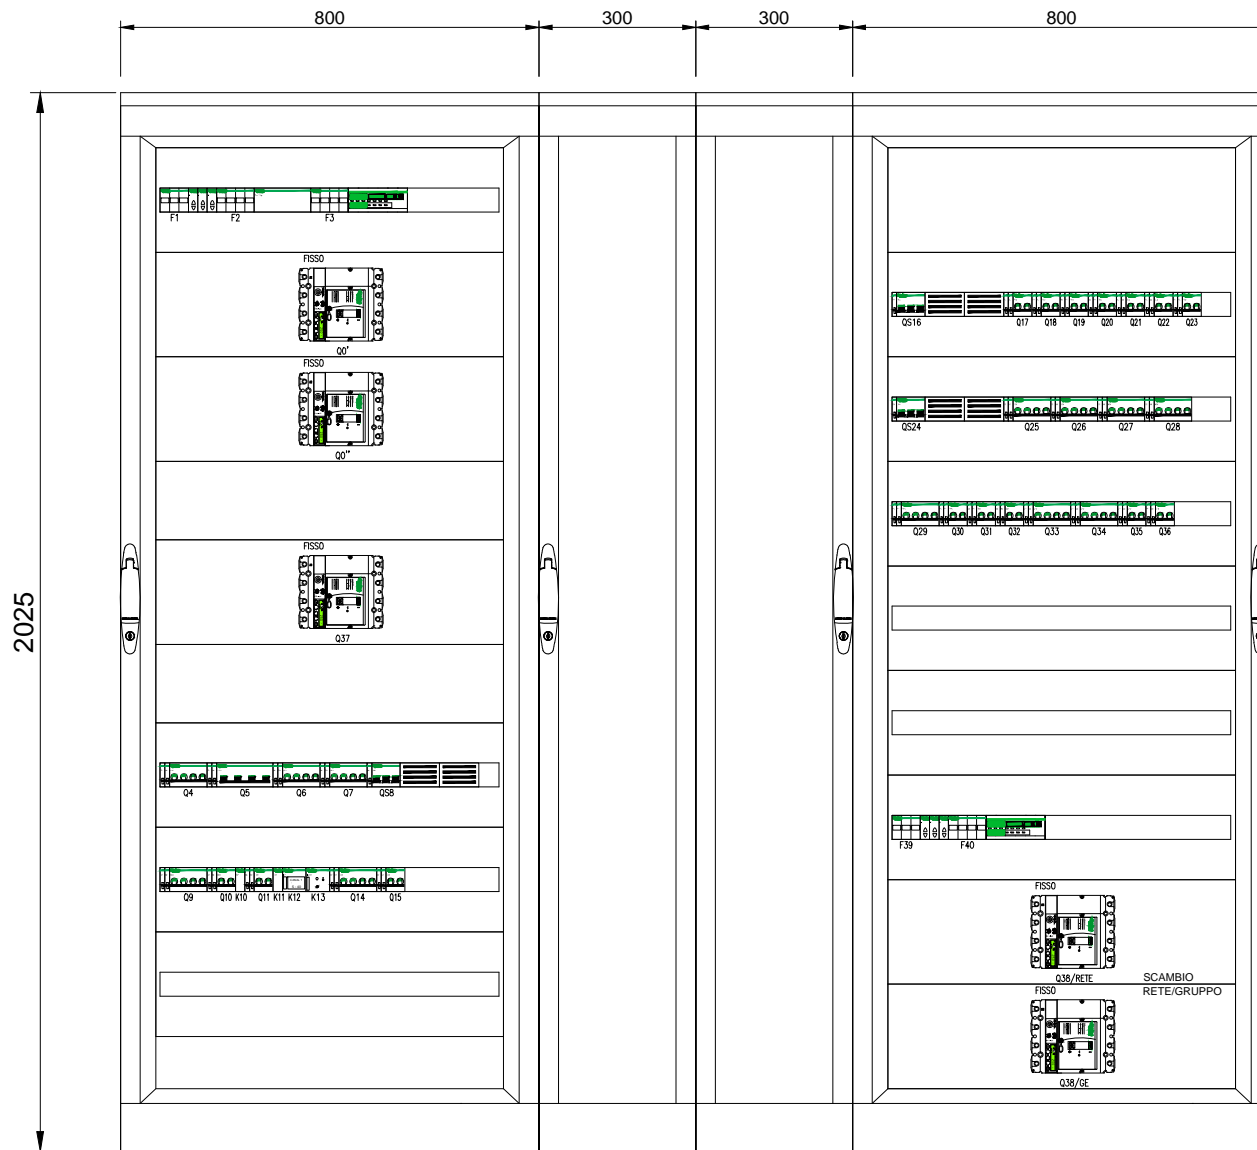 800 300 300 800
2025
F1 F2 F3
FISSO
Q0'
FISSO
Q0''
FISSO
Q37
Q4 Q5 Q6 Q7 QS8
Q9 Q10 K10 Q11 K11 K12 K13 Q14 Q15
QS16 Q17 Q18 Q19 Q20 Q21 Q22 Q23
QS24 Q25 Q26 Q27 Q28
Q29 Q30 Q31 Q32 Q33 Q34 Q35 Q36
F39 F40
FISSO
Q38/RETE
SCAMBIO
RETE/GRUPPO
FISSO
Q38/GE